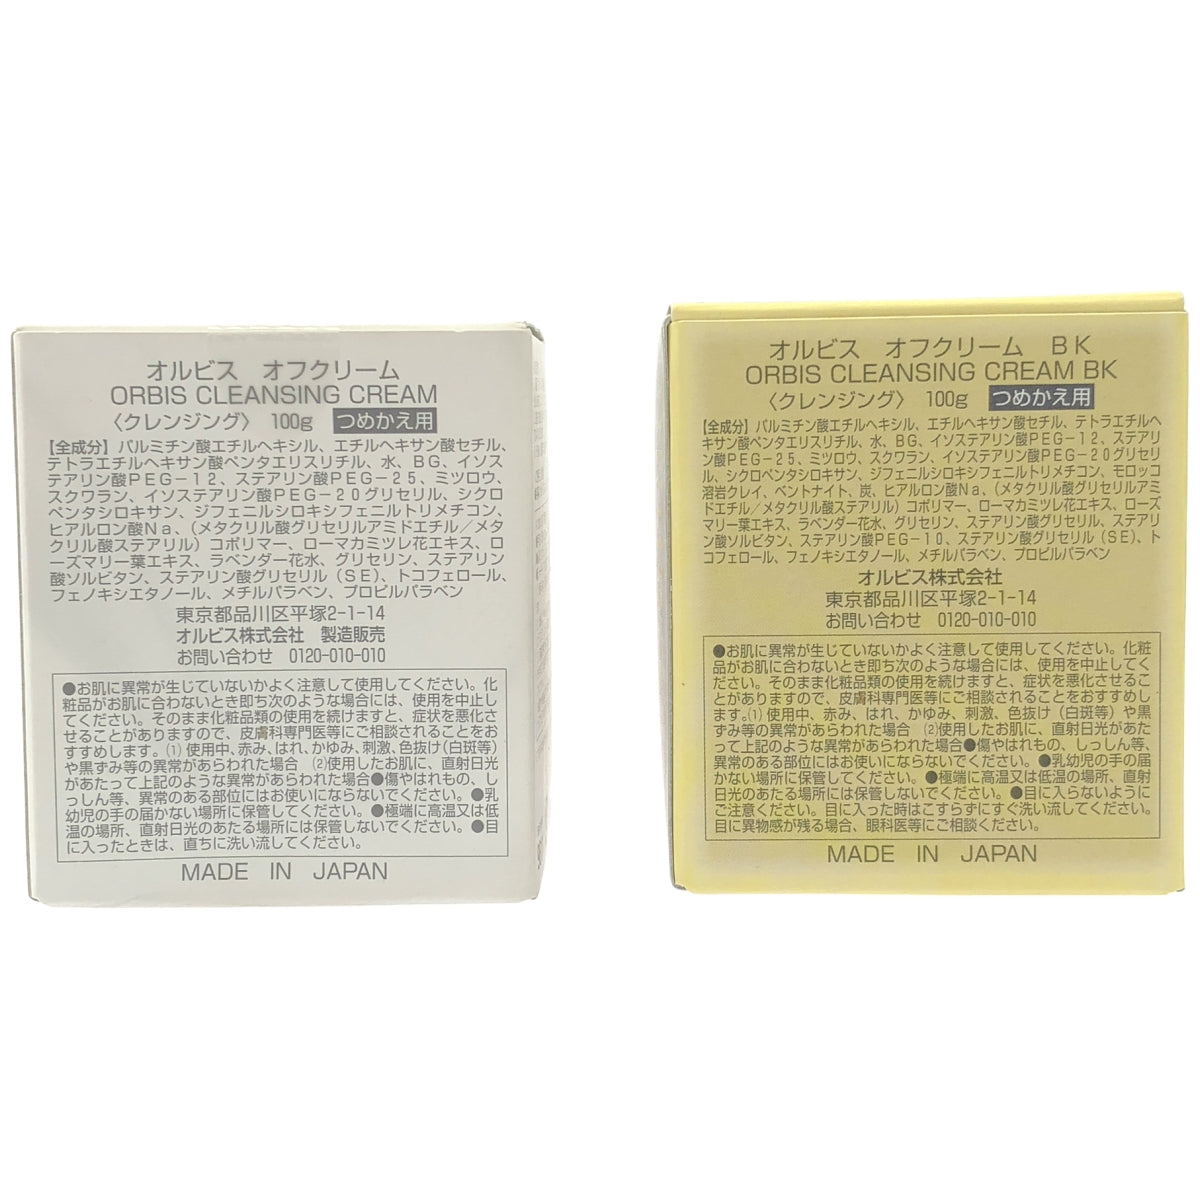 オルビス　オフクリーム
ORBIS CLEANSING CREAM
〈クレンジング〉 100g つめかえ用
【全成分】パルミチン酸エチルヘキシル、エチルヘキサン酸セチル、
テトラエチルヘキサン酸ペンタエリスリチル、水、BG、イソス
テアリン酸PEG-12、ステアリン酸PEG-25、ミツロウ、
スクワラン、イソステアリン酸PEG-20グリセリル、シクロ
ペンタシロキサン、ジフェニルシロキシフェニルトリメチコン、
ヒアルロン酸Na、(メタクリル酸グリセリルアミドエチル／メタ
クリル酸ステアリル) コポリマー、ローマカミツレ花エキス、ロ
ーズマリー葉エキス、ラベンダー花水、グリセリン、ステアリン
酸ソルビタン、ステアリン酸グリセリル (SE)、トコフェロール、
フェノキシエタノール、メチルパラベン、プロピルパラベン
東京都品川区平塚2-1-14
オルビス株式会社　製造販売
お問い合わせ　0120-010-010
●お肌に異常が生じていないかよく注意して使用してください。化
粧品がお肌に合わないとき即ち次のような場合には、使用を中止し
てください。そのまま化粧品類の使用を続けますと、症状を悪化さ
せることがありますので、皮膚科専門医等にご相談されることをお
すすめします。(1) 使用中、赤み、はれ、かゆみ、刺激、色抜け(白斑等)
や黒ずみ等の異常があらわれた場合　(2)使用したお肌に、直射日光
があたって上記のような異常があらわれた場合●傷やはれもの、し
っしん等、異常のある部位にはお使いにならないでください。●乳
幼児の手の届かない場所に保管してください。●極端に高温又は低
温の場所、直射日光のあたる場所には保管しないでください。●目
に入ったときは、直ちに洗い流してください。
MADE IN JAPAN
オルビス　オフクリーム　BK
ORBIS CLEANSING CREAM BK
〈クレンジング〉 100g つめかえ用
【全成分】パルミチン酸エチルヘキシル、エチルヘキサン酸セチル、テトラエチルヘ
キサン酸ペンタエリスリチル、水、BG、イソステアリン酸PEG-12、ステアリ
ン酸PEG-25、ミツロウ、スクワラン、イソステアリン酸PEG-20グリセリ
ル、シクロペンタシロキサン、ジフェニルシロキシフェニルトリメチコン、モロッコ
溶岩クレイ、ベントナイト、炭、ヒアルロン酸Na、(メタクリル酸グリセリルアミ
ドエチル／メタクリル酸ステアリル) コポリマー、ローマカミツレ花エキス、ローズ
マリー葉エキス、ラベンダー花水、グリセリン、ステアリン酸グリセリル、ステアリ
ン酸ソルビタン、ステアリン酸PEG-10、ステアリン酸グリセリル (SE)、ト
コフェロール、フェノキシエタノール、メチルパラベン、プロピルパラベン
オルビス株式会社
東京都品川区平塚2-1-14
お問い合わせ　0120-010-010
●お肌に異常が生じていないかよく注意して使用してください。化粧
品がお肌に合わないとき即ち次のような場合には、使用を中止してく
ださい。そのまま化粧品類の使用を続けますと、症状を悪化させるこ
とがありますので、皮膚科専門医等にご相談されることをおすすめし
ます。(1) 使用中、赤み、はれ、かゆみ、刺激、色抜け (白斑等) や黒
ずみ等の異常があらわれた場合　(2)使用したお肌に、直射日光があた
って上記のような異常があらわれた場合●傷やはれもの、しっしん等、
異常のある部位にはお使いにならないでください。●乳幼児の手の届
かない場所に保管してください。●極端に高温又は低温の場所、直射
日光のあたる場所には保管しないでください。●目に入らないように
ご注意ください。目に入った時はこすらずにすぐ洗い流してください。
目に異物感が残る場合、眼科医等にご相談ください。
MADE IN JAPAN